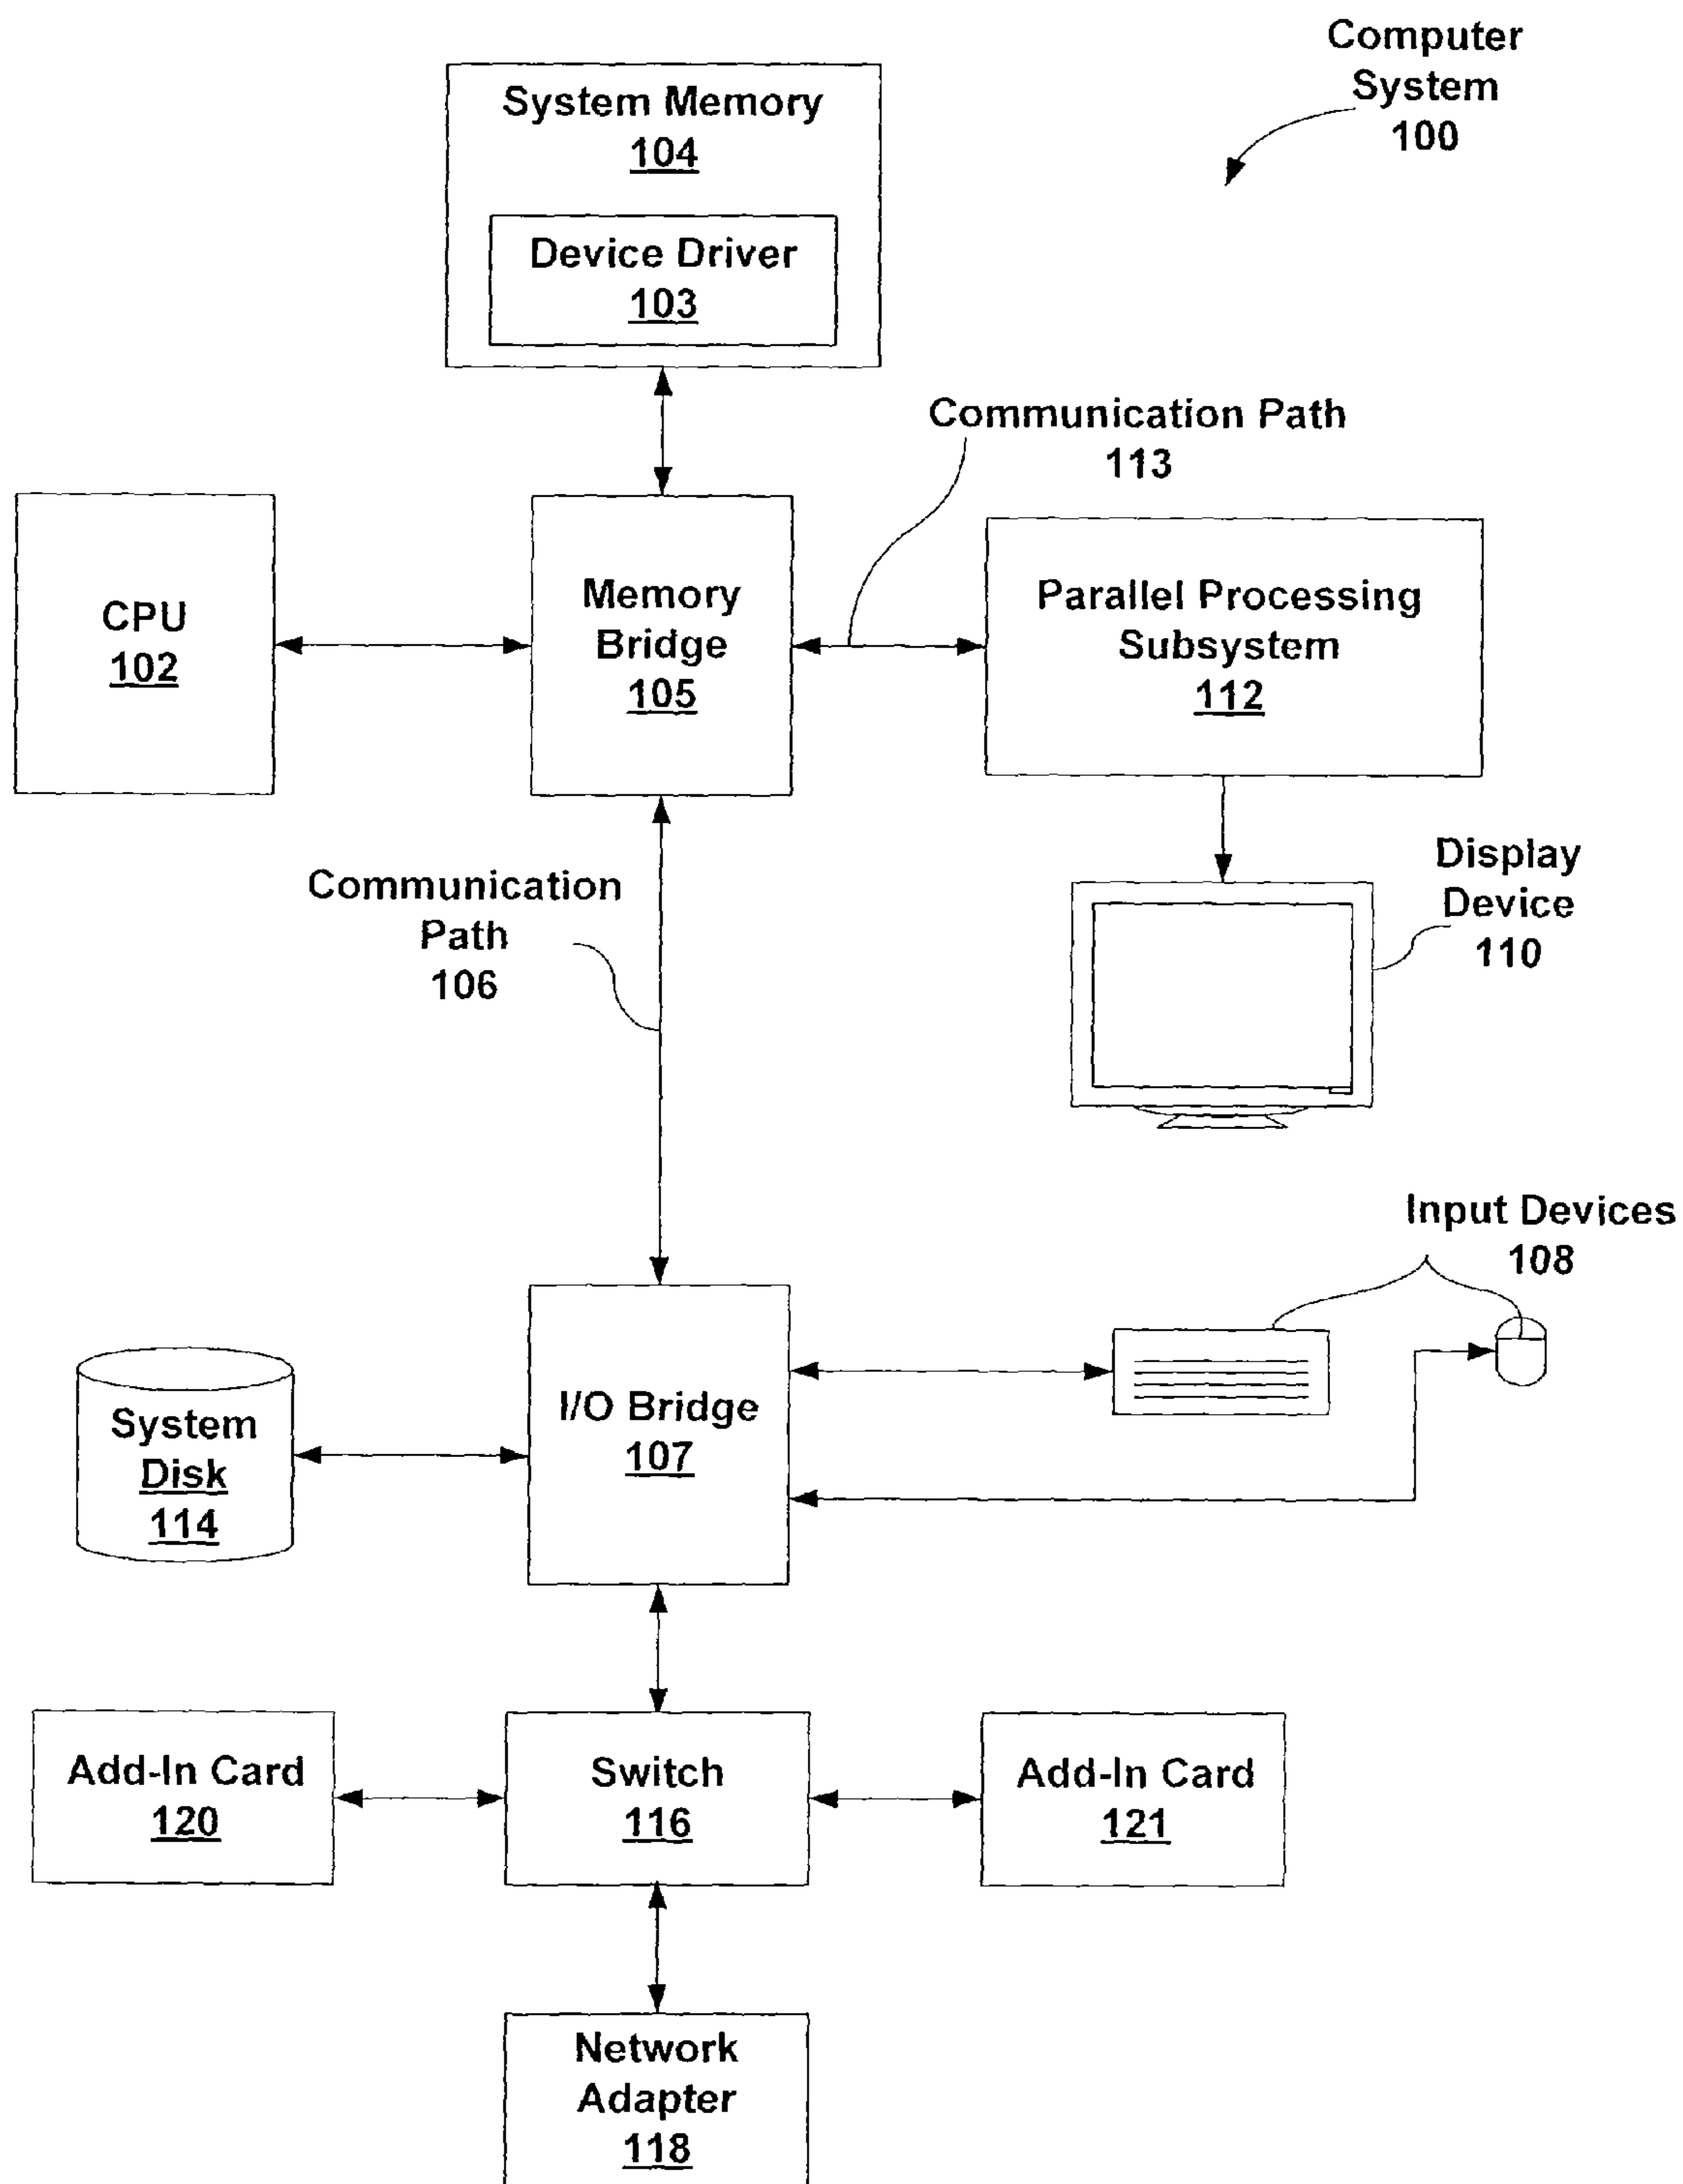 Computer
System
100
System Memory
104
Device Driver
103
Communication Path
113
CPU
102
Memory
Bridge
105
Parallel Processing
Subsystem
112
Communication
Path
106
Display
Device
110
Input Devices
108
System
Disk
114
I/O Bridge
107
Add-In Card
120
Switch
116
Add-In Card
121
Network
Adapter
118